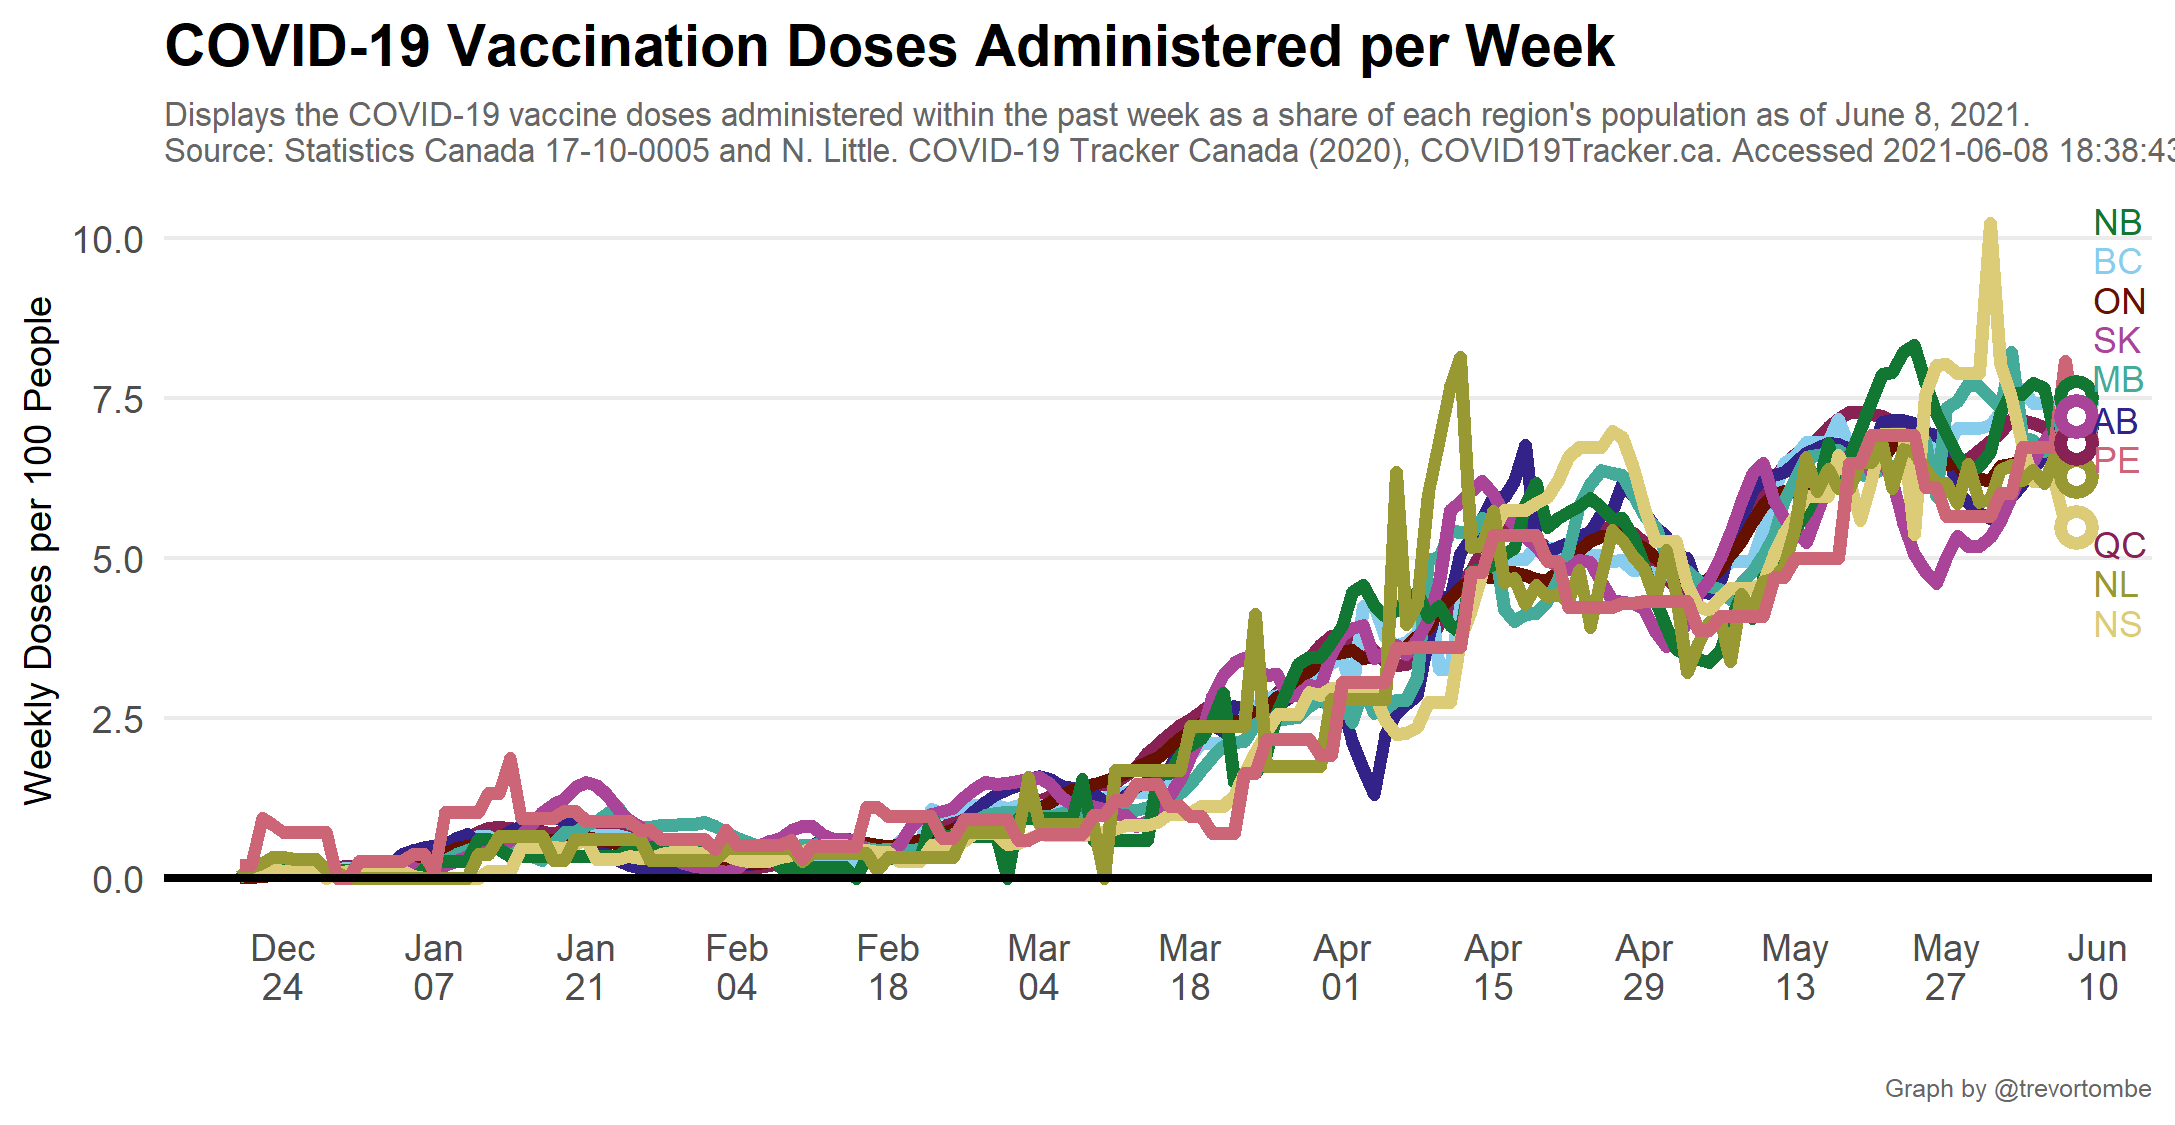 COVID-19 Vaccination Doses Administered per Week
Displays the COVID-19 vaccine doses administered within the past week as a share of each region's population as of June 8, 2021.
Source: Statistics Canada 17-10-0005 and N. Little. COVID-19 Tracker Canada (2020), COVID19Tracker.ca. Accessed 2021-06-08 18:38:43
Weekly Doses per 100 People
10.0
7.5
5.0
2.5
0.0
NB
BC
ON
SK
MB
AB
PE
QC
NL
NS
Dec 24
Jan 07
Jan 21
Feb 04
Feb 18
Mar 04
Mar 18
Apr 01
Apr 15
Apr 29
May 13
May 27
Jun 10
Graph by @trevortombe